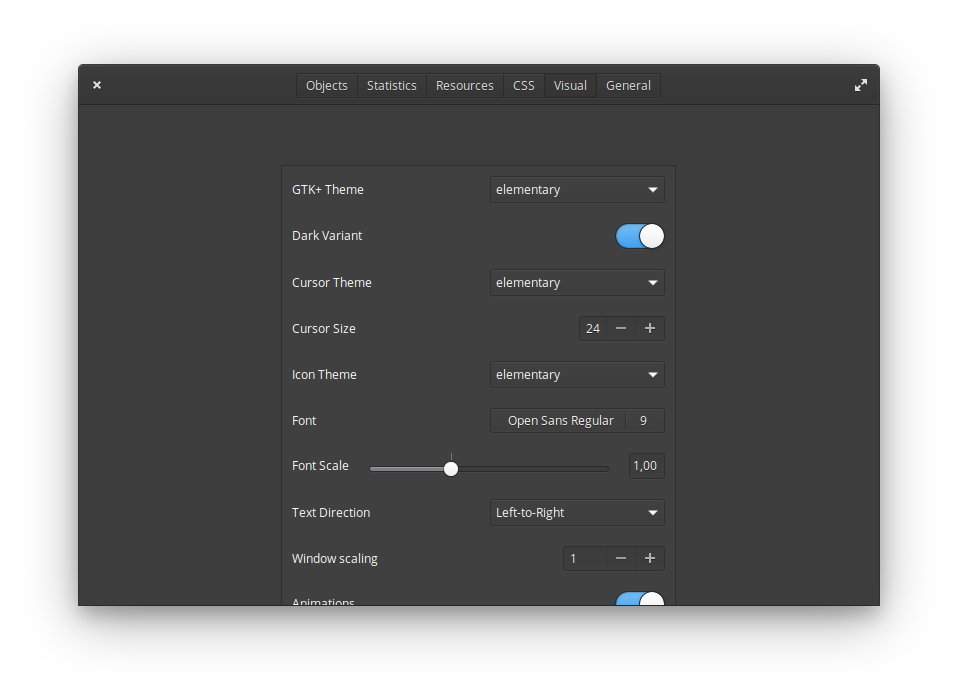 Objects Statistics Resources CSS Visual General
GTK+ Theme elementary
Dark Variant
Cursor Theme elementary
Cursor Size 24
Icon Theme elementary
Font Open Sans Regular 9
Font Scale 1,00
Text Direction Left-to-Right
Window scaling 1
Animations